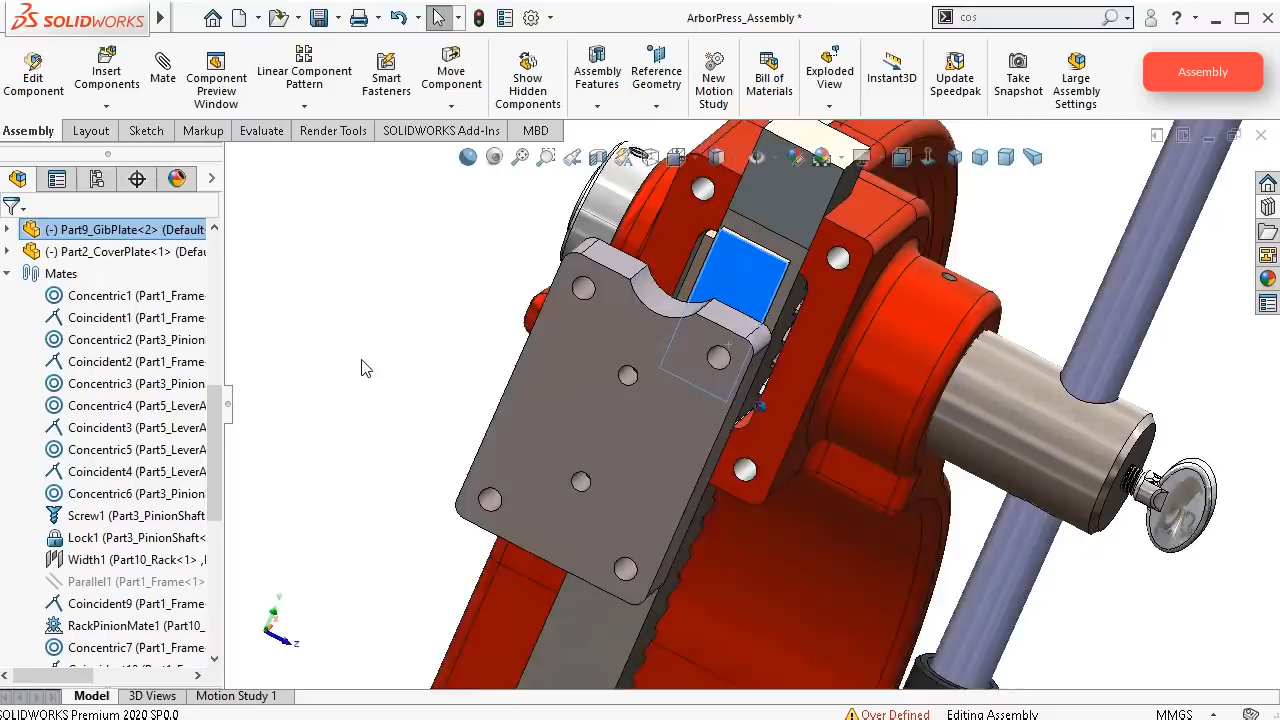 SOLIDWORKS
ArborPress_Assembly *
cos
Edit Component
Insert Components
Mate
Component Preview Window
Linear Component Pattern
Smart Fasteners
Move Component
Show Hidden Components
Assembly Features
Reference Geometry
New Motion Study
Bill of Materials
Exploded View
Instant3D
Update Speedpak
Take Snapshot
Large Assembly Settings
Assembly
Assembly
Layout
Sketch
Markup
Evaluate
Render Tools
SOLIDWORKS Add-Ins
MBD
(-) Part9_GibPlate<2> (Default
(-) Part2_CoverPlate<1> (Defau
Mates
Concentric1 (Part1_Frame
Coincident1 (Part1_Frame
Concentric2 (Part3_Pinion
Coincident2 (Part1_Frame
Concentric3 (Part3_Pinion
Concentric4 (Part5_LeverA
Coincident3 (Part5_LeverA
Concentric5 (Part5_LeverA
Coincident4 (Part5_LeverA
Concentric6 (Part3_Pinion
Screw1 (Part3_PinionShaft
Lock1 (Part3_PinionShaft<
Width1 (Part10_Rack<1> ,
Parallel1 (Part1_Frame<1>
Coincident9 (Part1_Frame
RackPinionMate1 (Part10_
Concentric7 (Part1_Frame
Y
X
Z
Model
3D Views
Motion Study 1
SOLIDWORKS Premium 2020 SP0.0
Over Defined
Editing Assembly
MMGS